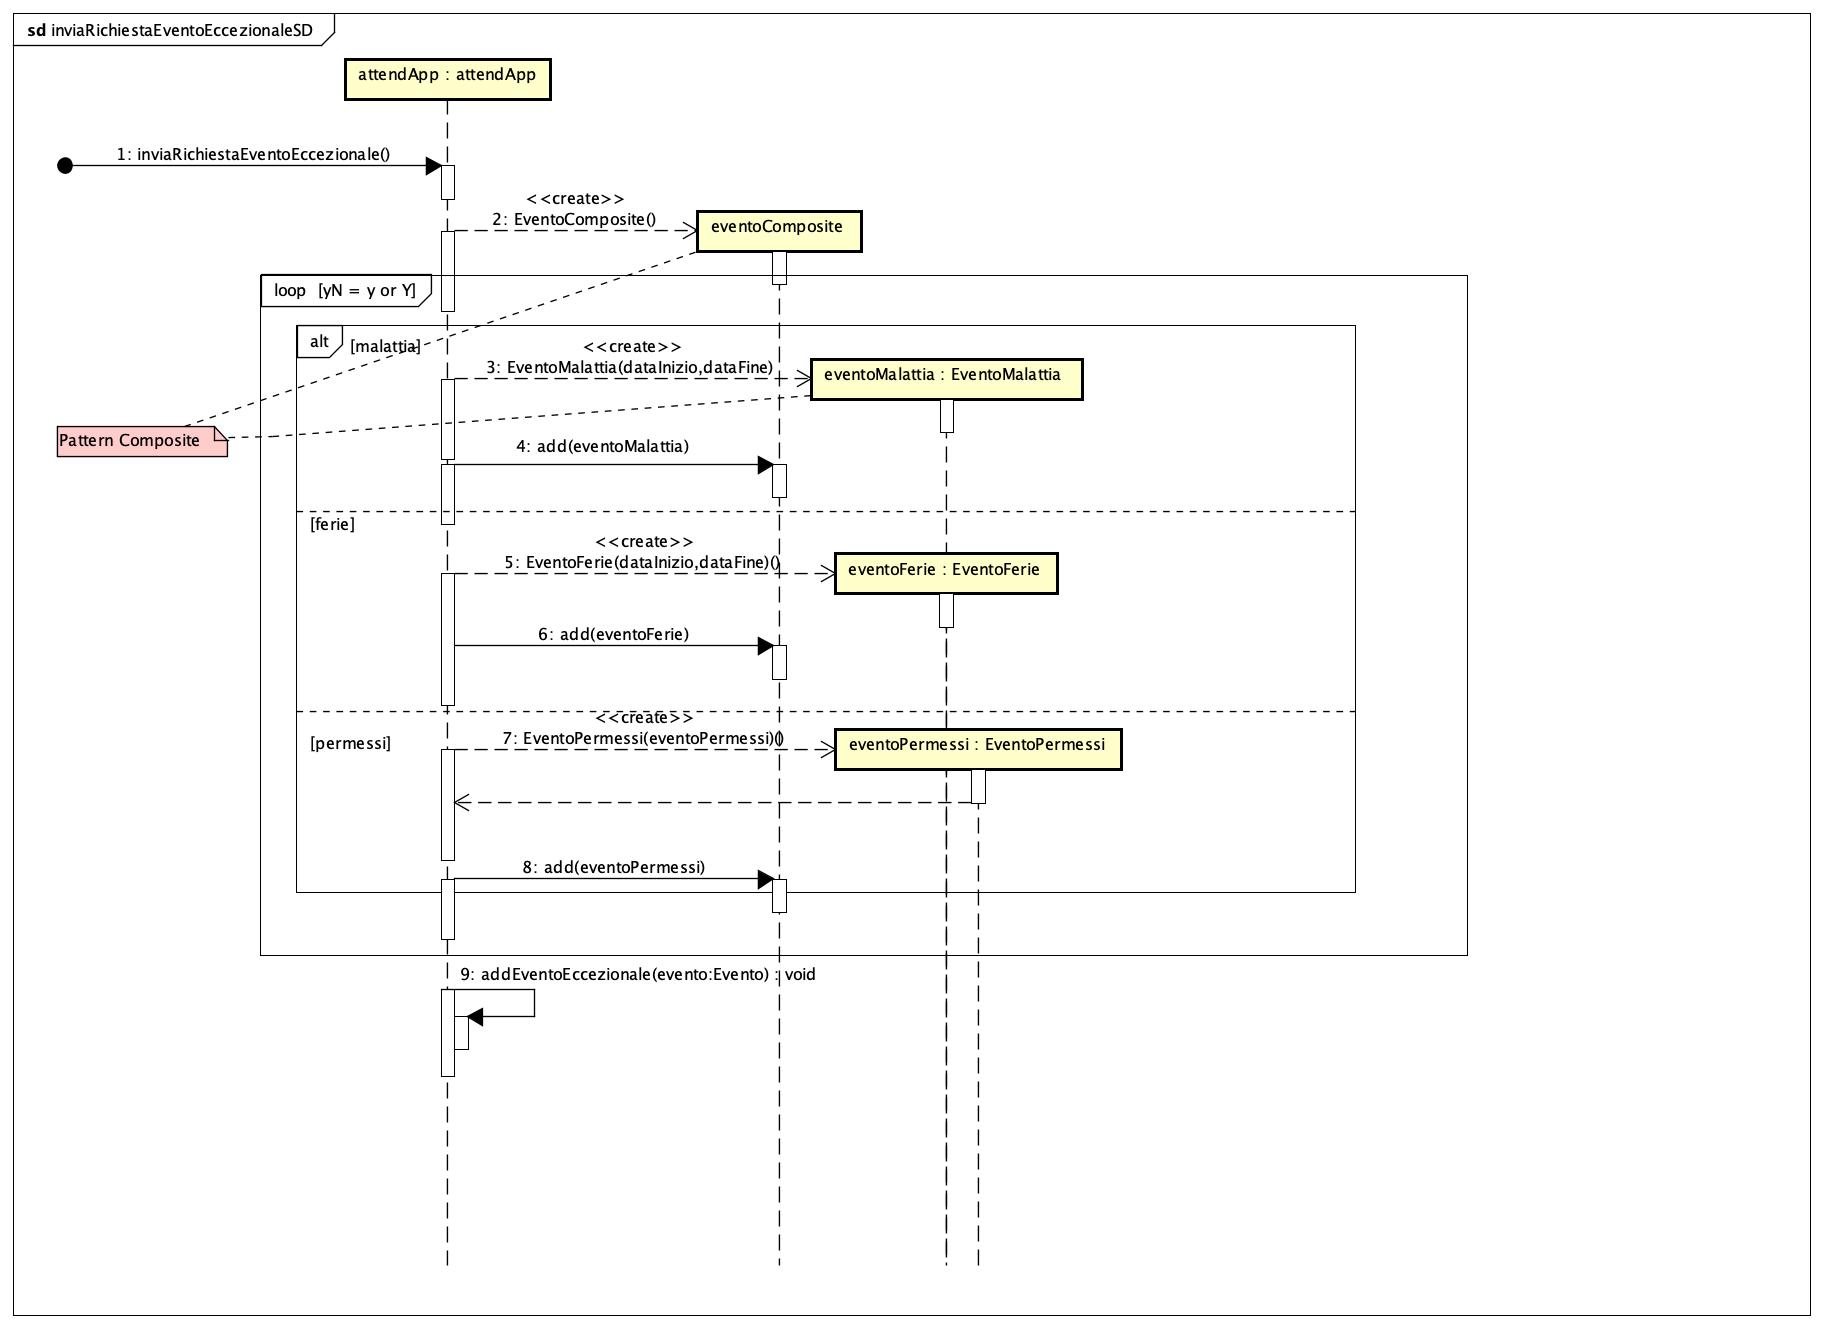 sd inviaRichiestaEventoEccezionaleSD
attendApp : attendApp
1: inviaRichiestaEventoEccezionale()
<<create>>
2: EventoComposite()
eventoComposite
loop [yN = y or Y]
alt
[malattia]
<<create>>
3: EventoMalattia(dataInizio,dataFine)
eventoMalattia : EventoMalattia
Pattern Composite
4: add(eventoMalattia)
[ferie]
<<create>>
5: EventoFerie(dataInizio,dataFine)()
eventoFerie : EventoFerie
6: add(eventoFerie)
<<create>>
[permessi]
7: EventoPermessi(eventoPermessi)()
eventoPermessi : EventoPermessi
8: add(eventoPermessi)
9: addEventoEccezionale(evento:Evento) : void